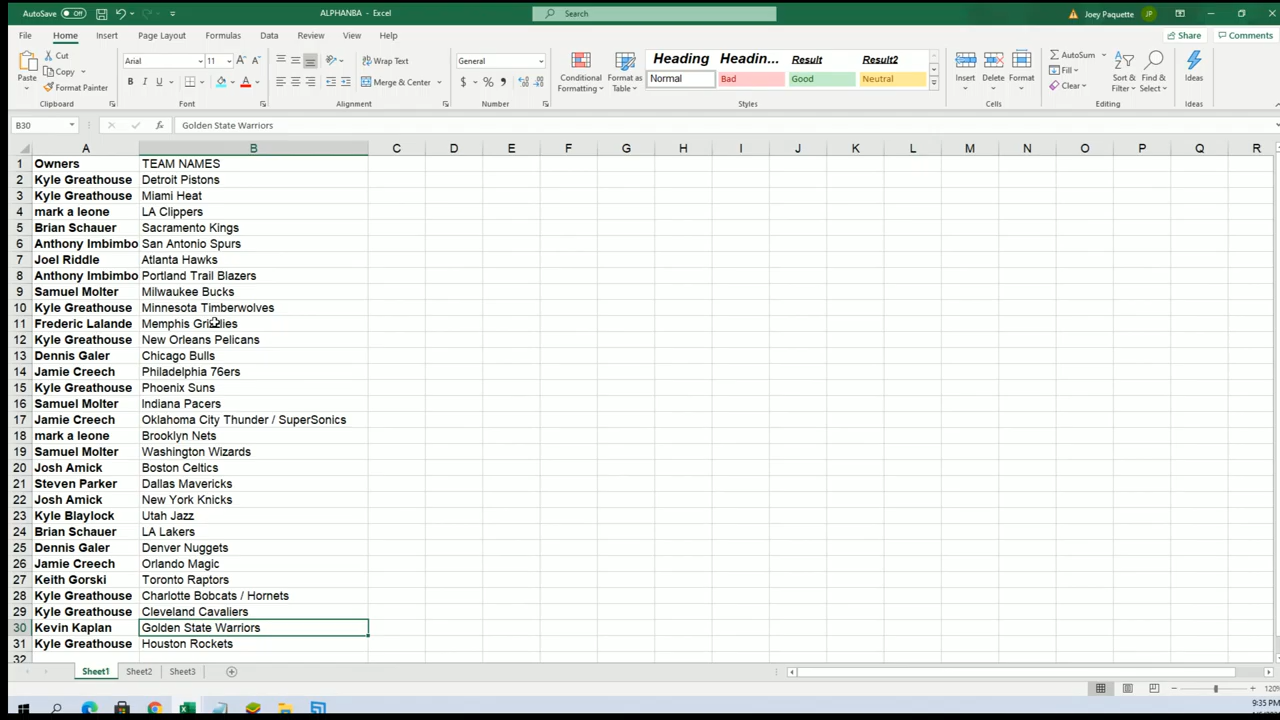 AutoSave Off ALPHANBA - Excel Search Joey Paquette JP
File Home Insert Page Layout Formulas Data Review View Help Share Comments
Paste Cut Copy Format Painter Clipboard
Arial 11 B I U A Font
Wrap Text Merge & Center Alignment
General $ % Number
Conditional Formatting Format as Table
Heading Headin... Result Result2
Normal Bad Good Neutral Styles
Insert Delete Format Cells
AutoSum Fill Clear Sort & Filter Find & Select Editing
Ideas Ideas
B30 fx Golden State Warriors
A B C D E F G H I J K L M N O P Q R
1 Owners TEAM NAMES
2 Kyle Greathouse Detroit Pistons
3 Kyle Greathouse Miami Heat
4 mark a leone LA Clippers
5 Brian Schauer Sacramento Kings
6 Anthony Imbimbo San Antonio Spurs
7 Joel Riddle Atlanta Hawks
8 Anthony Imbimbo Portland Trail Blazers
9 Samuel Molter Milwaukee Bucks
10 Kyle Greathouse Minnesota Timberwolves
11 Frederic Lalande Memphis Grizzlies
12 Kyle Greathouse New Orleans Pelicans
13 Dennis Galer Chicago Bulls
14 Jamie Creech Philadelphia 76ers
15 Kyle Greathouse Phoenix Suns
16 Samuel Molter Indiana Pacers
17 Jamie Creech Oklahoma City Thunder / SuperSonics
18 mark a leone Brooklyn Nets
19 Samuel Molter Washington Wizards
20 Josh Amick Boston Celtics
21 Steven Parker Dallas Mavericks
22 Josh Amick New York Knicks
23 Kyle Blaylock Utah Jazz
24 Brian Schauer LA Lakers
25 Dennis Galer Denver Nuggets
26 Jamie Creech Orlando Magic
27 Keith Gorski Toronto Raptors
28 Kyle Greathouse Charlotte Bobcats / Hornets
29 Kyle Greathouse Cleveland Cavaliers
30 Kevin Kaplan Golden State Warriors
31 Kyle Greathouse Houston Rockets
32
Sheet1 Sheet2 Sheet3
120%
9:35 PM